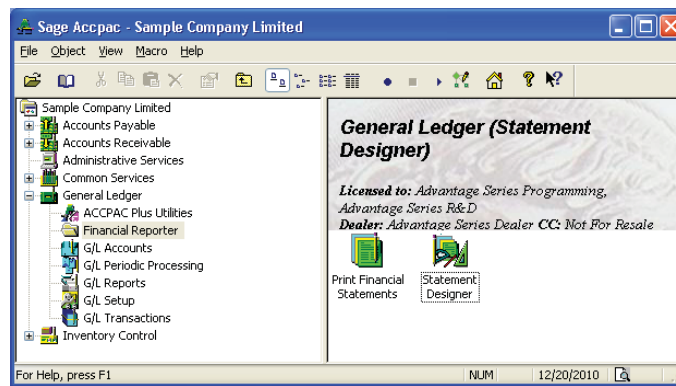 Sage Accpac - Sample Company Limited
File Object View Macro Help
Sample Company Limited
Accounts Payable
Accounts Receivable
Administrative Services
Common Services
General Ledger
ACCPAC Plus Utilities
Financial Reporter
G/L Accounts
G/L Periodic Processing
G/L Reports
G/L Setup
G/L Transactions
Inventory Control
General Ledger (Statement
Designer)
Licensed to: Advantage Series Programming,
Advantage Series R&D
Dealer: Advantage Series Dealer CC: Not For Resale
Print Financial
Statements
Statement
Designer
For Help, press F1
NUM
12/20/2010